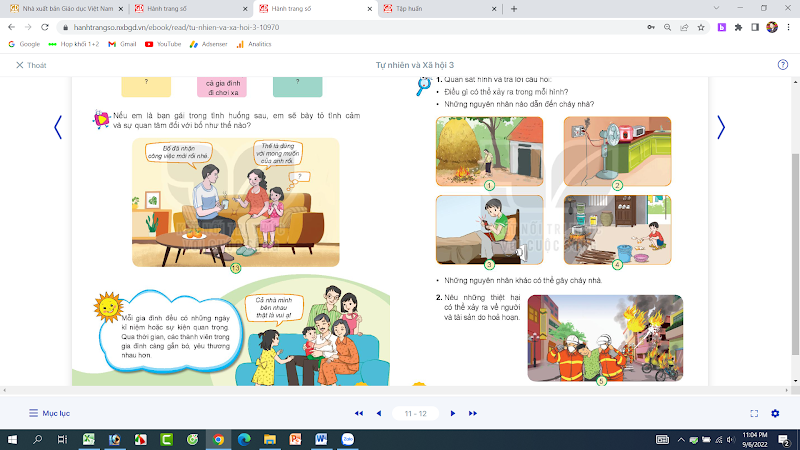 Nhà xuất bản Giáo dục Việt Nam
Hành trang số
Hành trang số
Tập huấn
hanhtrangso.nxbgd.vn/ebook/read/tu-nhien-va-xa-hoi-3-10970
Google
Họp khối 1+2
Gmail
YouTube
Adsenser
Analytics
Thoát
Tự nhiên và Xã hội 3
?
cả gia đình
đi chơi xa
?
Nếu em là bạn gái trong tình huống sau, em sẽ bày tỏ tình cảm
và sự quan tâm đối với bố như thế nào?
Bố đã nhận
công việc mới rồi nhé.
Thế là đúng
với mong muốn
của anh rồi.
?
13
Mỗi gia đình đều có những ngày
kỉ niệm hoặc sự kiện quan trọng.
Qua thời gian, các thành viên trong
gia đình càng gắn bó, yêu thương
nhau hơn.
Cả nhà mình
bên nhau
thật là vui ạ!
1. Quan sát hình và trả lời câu hỏi:
• Điều gì có thể xảy ra trong mỗi hình?
• Những nguyên nhân nào dẫn đến cháy nhà?
1
2
3
4
• Những nguyên nhân khác có thể gây cháy nhà.
2. Nêu những thiệt hại
có thể xảy ra về người
và tài sản do hoả hoạn.
5
Mục lục
11 - 12
11:04 PM
9/6/2022